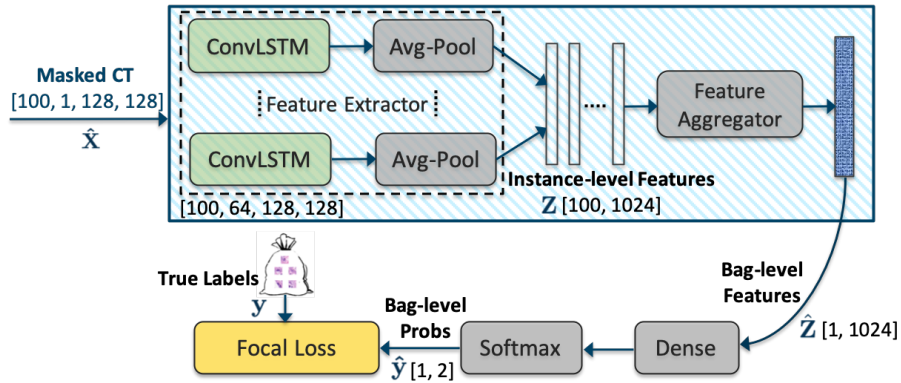 ConvLSTM
Avg-Pool
Masked CT
[100, 1, 128, 128]
X̂
Feature Extractor
Feature
Aggregator
ConvLSTM
Avg-Pool
Instance-level Features
[100, 64, 128, 128]
Z [100, 1024]
True Labels
y
Bag-level
Features
Ẑ [1, 1024]
Bag-level
Probs
Focal Loss
ŷ [1, 2]
Softmax
Dense